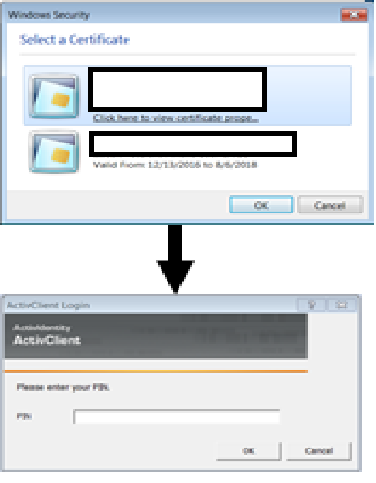 Windows Security
Select a Certificate
Click here to view certificate prope...
Valid From: 12/13/2016 to 8/6/2018
OK
Cancel
ActivClient Login
ActivIdentity
ActivClient
Please enter your PIN.
PIN
OK
Cancel